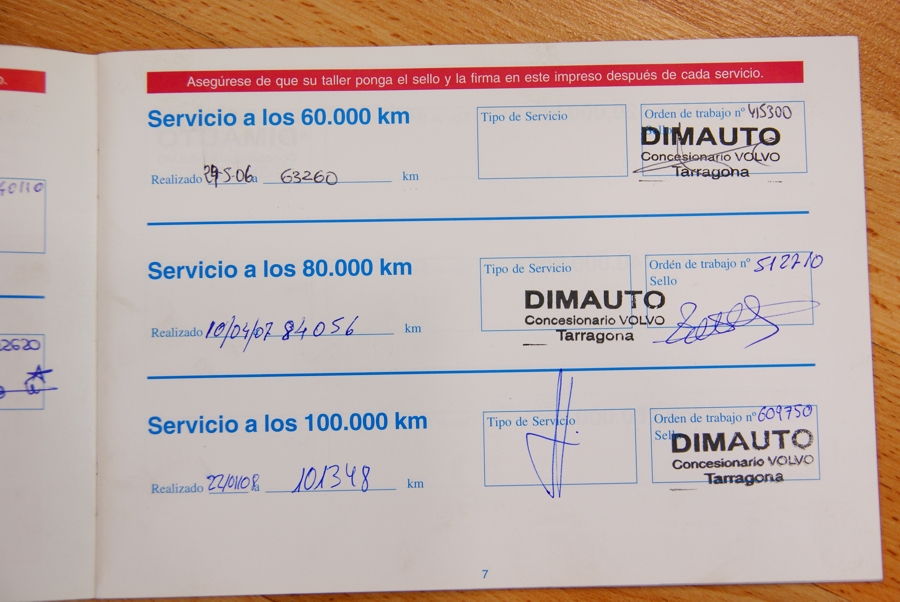 o.
Asegúrese de que su taller ponga el sello y la firma en este impreso después de cada servicio.
Servicio a los 60.000 km
Tipo de Servicio
Orden de trabajo nº 415300
Sello
DIMAUTO
Concesionario VOLVO
Tarragona
Realizado 29-5-06 a 63260 km
Servicio a los 80.000 km
Tipo de Servicio
Ordén de trabajo nº 512710
Sello
DIMAUTO
Concesionario VOLVO
Tarragona
Realizado 10/04/07 84056 km
Servicio a los 100.000 km
Tipo de Servicio
Orden de trabajo nº 609750
Sello
DIMAUTO
Concesionario VOLVO
Tarragona
Realizado 22/01/08 a 101348 km
7